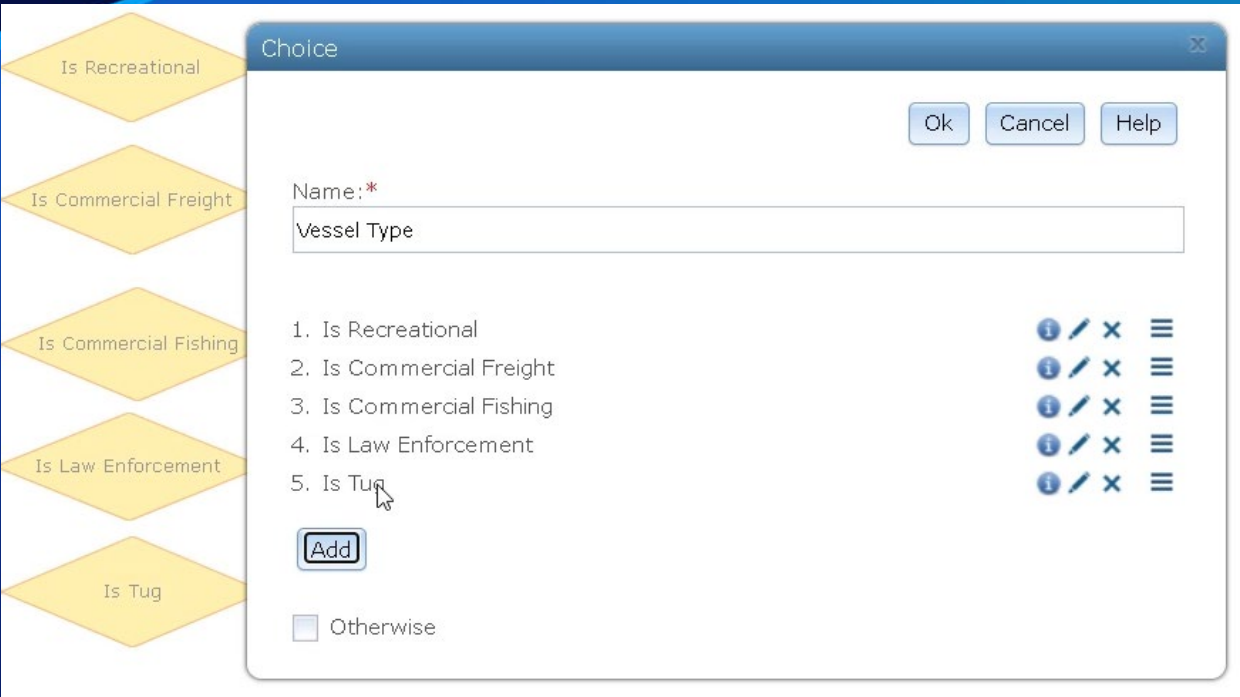 Is Recreational
Is Commercial Freight
Is Commercial Fishing
Is Law Enforcement
Is Tug
Choice
Ok Cancel Help
Name:*
Vessel Type
1. Is Recreational
2. Is Commercial Freight
3. Is Commercial Fishing
4. Is Law Enforcement
5. Is Tug
Add
Otherwise